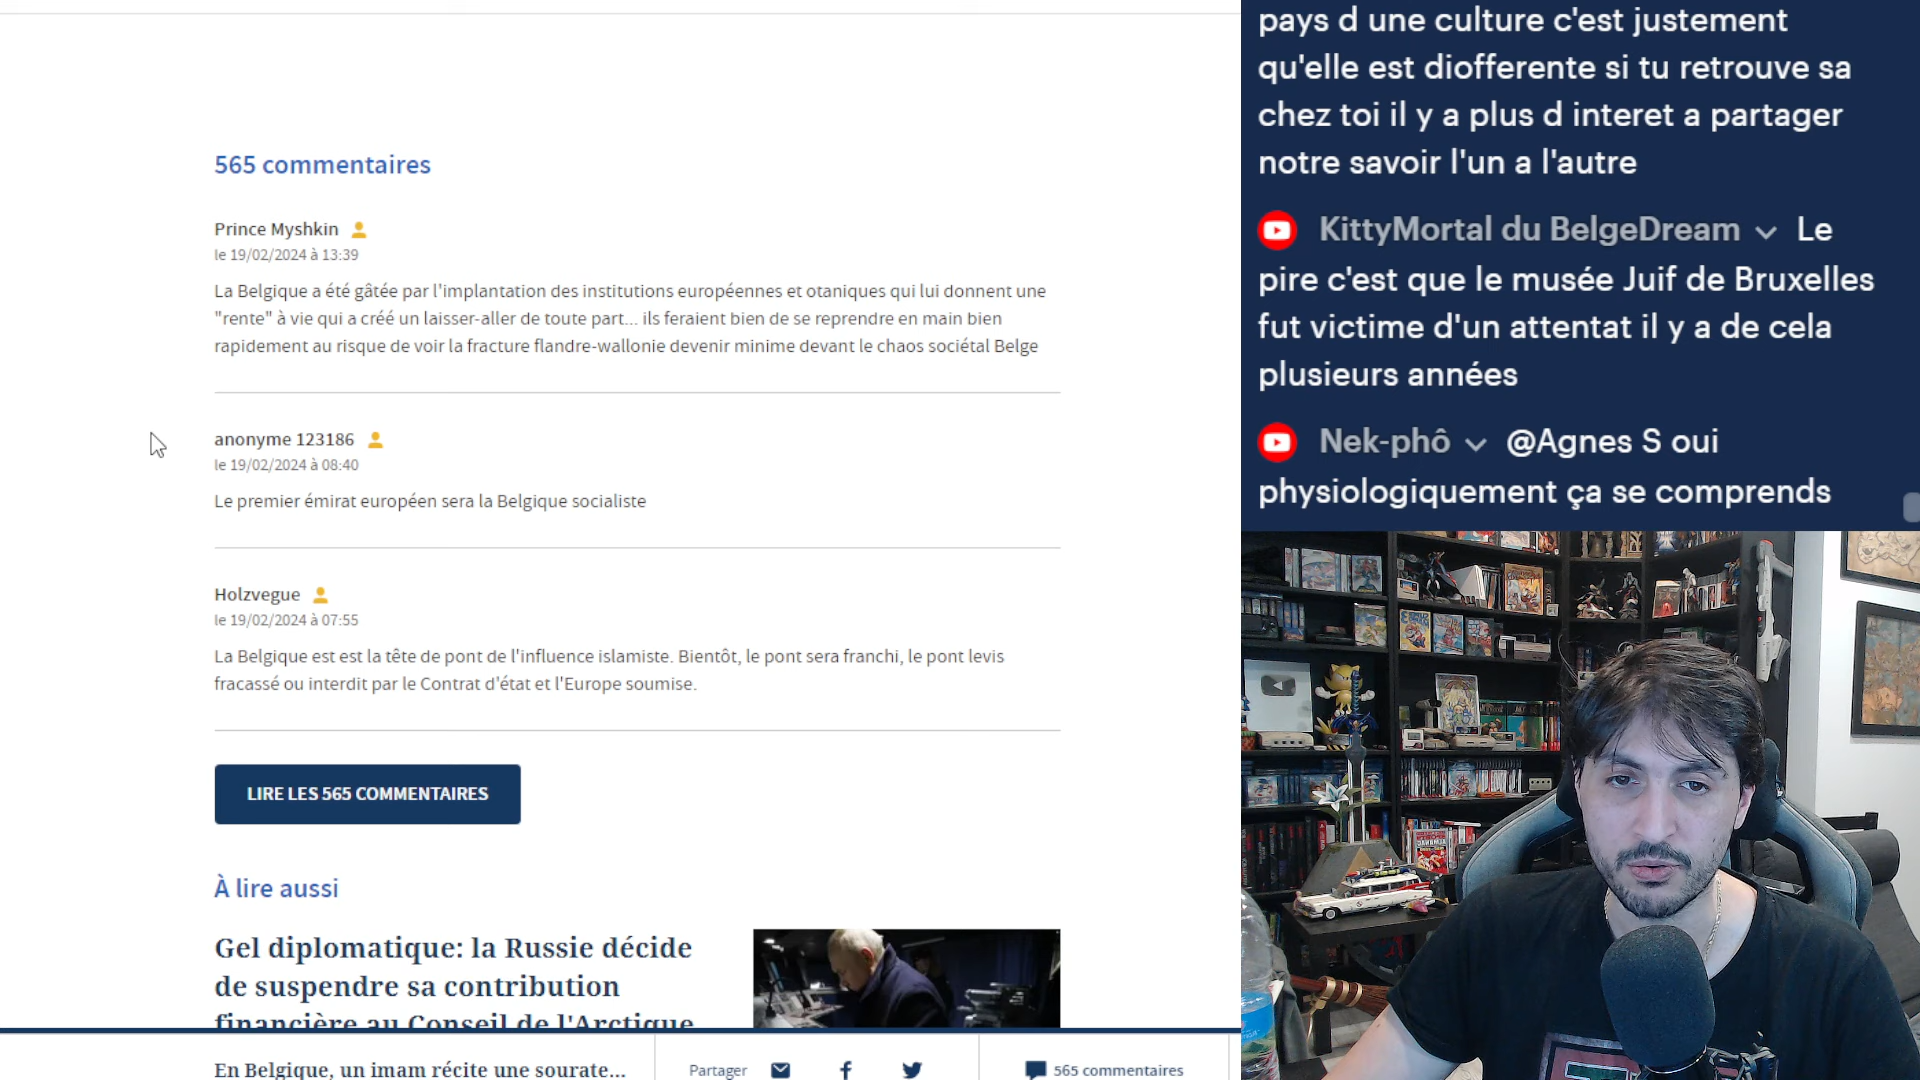 565 commentaires
Prince Myshkin
le 19/02/2024 à 13:39
La Belgique a été gâtée par l'implantation des institutions européennes et otaniques qui lui donnent une
"rente" à vie qui a créé un laisser-aller de toute part... ils feraient bien de se reprendre en main bien
rapidement au risque de voir la fracture flandre-wallonie devenir minime devant le chaos sociétal Belge
anonyme 123186
le 19/02/2024 à 08:40
Le premier émirat européen sera la Belgique socialiste
Holzvegue
le 19/02/2024 à 07:55
La Belgique est est la tête de pont de l'influence islamiste. Bientôt, le pont sera franchi, le pont levis
fracassé ou interdit par le Contrat d'état et l'Europe soumise.
LIRE LES 565 COMMENTAIRES
À lire aussi
Gel diplomatique: la Russie décide
de suspendre sa contribution
financière au Conseil de l'Arctique
En Belgique, un imam récite une sourate...
Partager
565 commentaires
pays d une culture c'est justement
qu'elle est diofferente si tu retrouve sa
chez toi il y a plus d interet a partager
notre savoir l'un a l'autre
KittyMortal du BelgeDream Le
pire c'est que le musée Juif de Bruxelles
fut victime d'un attentat il y a de cela
plusieurs années
Nek-phô @Agnes S oui
physiologiquement ça se comprends